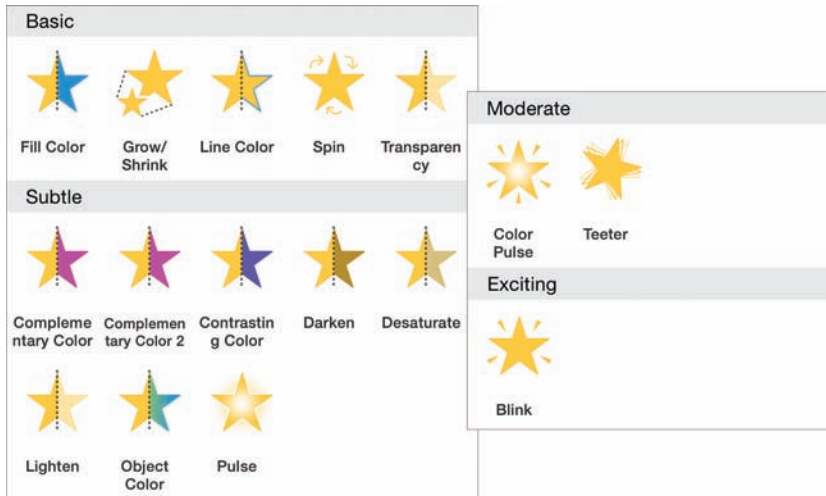 Basic
Fill Color
Grow/
Shrink
Line Color
Spin
Transparen
cy
Subtle
Compleme
ntary Color
Complemen
tary Color 2
Contrastin
g Color
Darken
Desaturate
Lighten
Object
Color
Pulse
Moderate
Color
Pulse
Teeter
Exciting
Blink